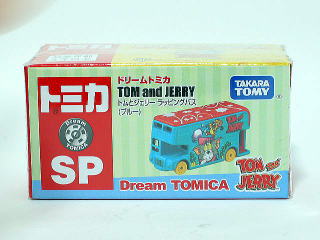 トミカ
Dream
TOMICA
SP
ドリームトミカ
TOM and JERRY
トムとジェリー ラッピングバス
(ブルー)
TAKARA
TOMY
Dream TOMICA
TOM and
JERRY